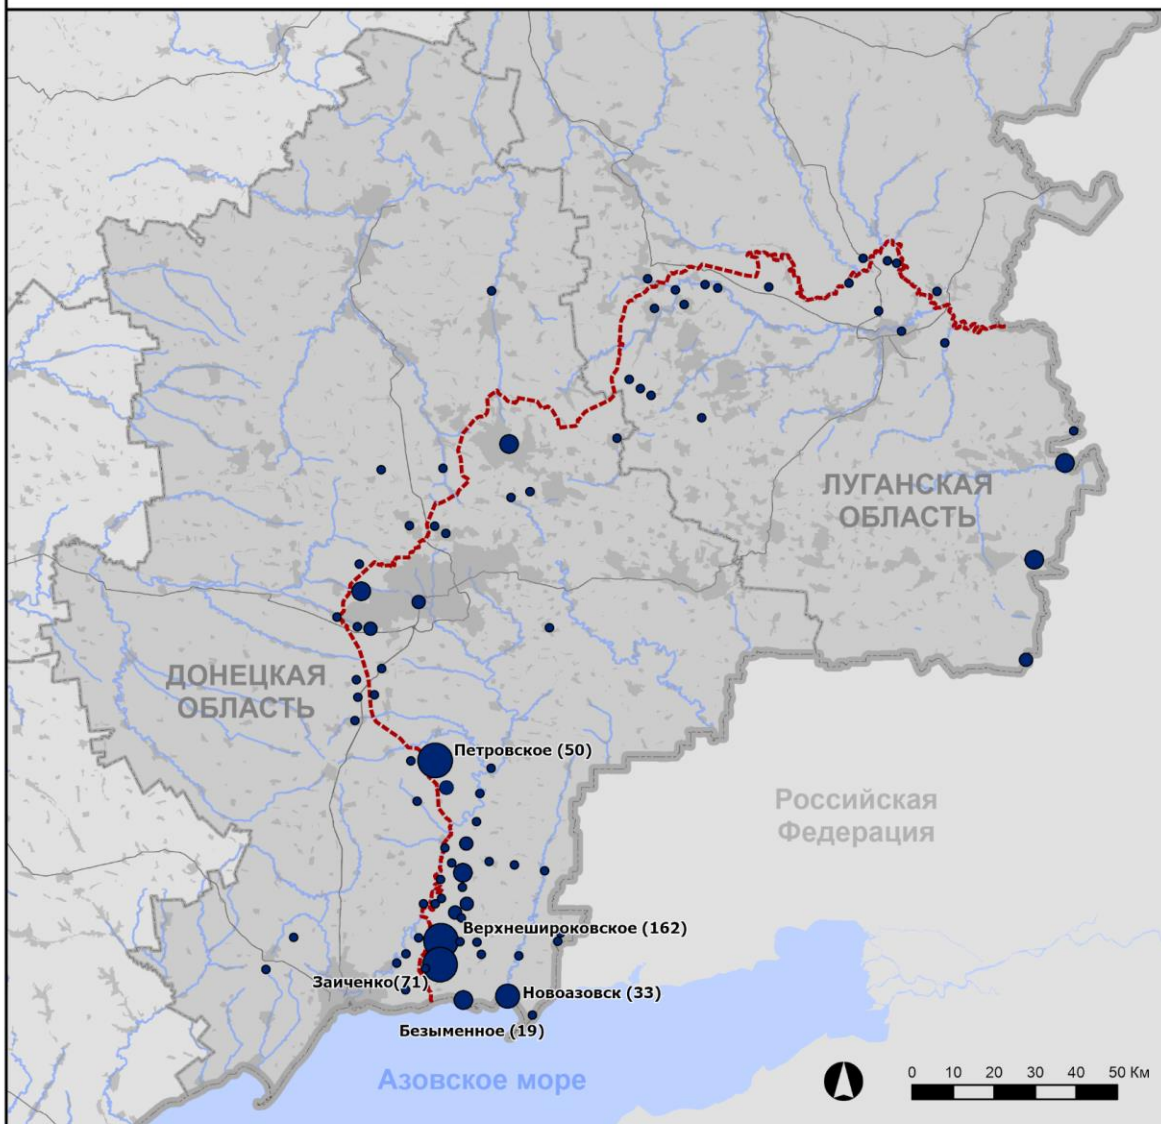 ЛУГАНСКАЯ
ОБЛАСТЬ
ДОНЕЦКАЯ
ОБЛАСТЬ
Петровское (50)
Российская
Федерация
Верхнешироковское (162)
Заиченко(71)
Новоазовск (33)
Безыменное (19)
Азовское море
0 10 20 30 40 50 Км